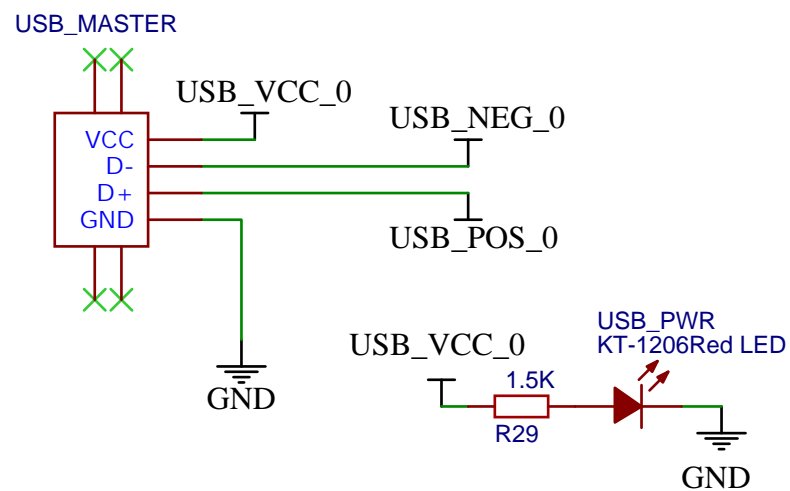 USB_MASTER
USB_VCC_0
USB_NEG_0
VCC
D-
D+
GND
USB_POS_0
GND
USB_VCC_0
USB_PWR
KT-1206Red LED
1.5K
R29
GND